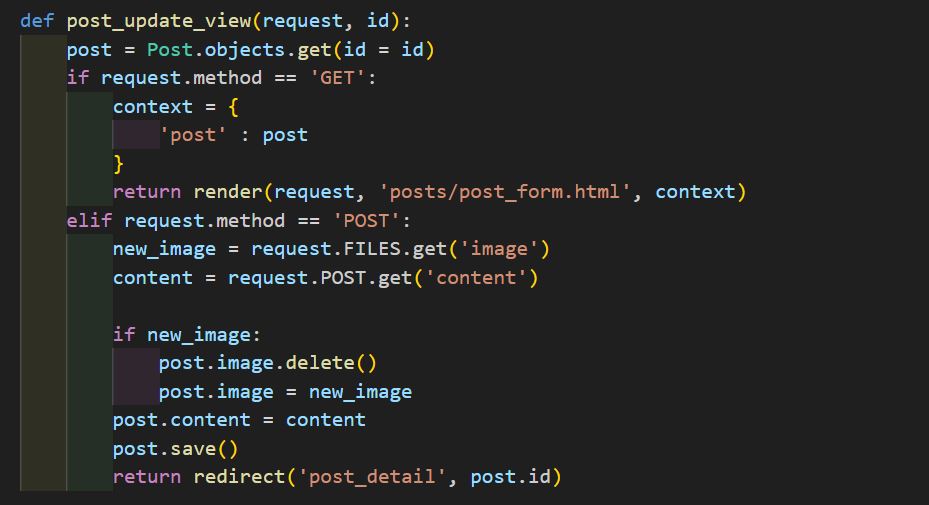 def post_update_view(request, id):
    post = Post.objects.get(id = id)
    if request.method == 'GET':
        context = {
            'post' : post
        }
        return render(request, 'posts/post_form.html', context)
    elif request.method == 'POST':
        new_image = request.FILES.get('image')
        content = request.POST.get('content')

        if new_image:
            post.image.delete()
            post.image = new_image
        post.content = content
        post.save()
        return redirect('post_detail', post.id)